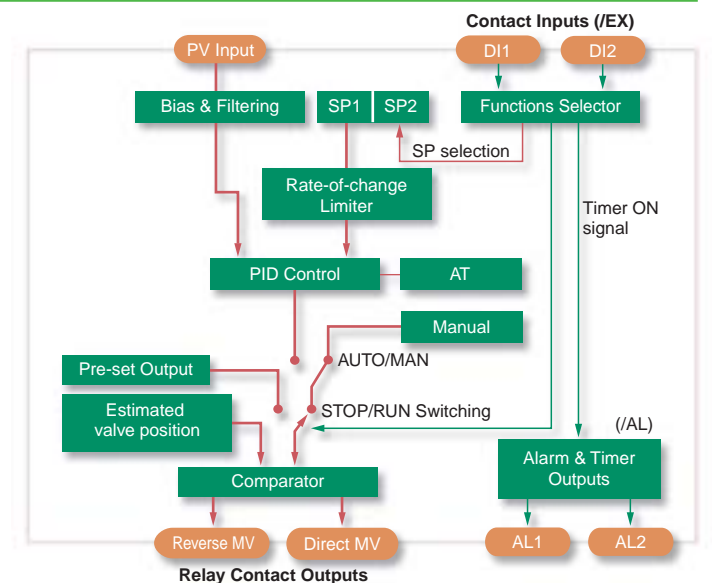 Contact Inputs (/EX)
PV Input
DI1
DI2
Bias & Filtering
SP1
SP2
Functions Selector
SP selection
Rate-of-change
Limiter
Timer ON
signal
PID Control
AT
Manual
AUTO/MAN
Pre-set Output
Estimated
valve position
STOP/RUN Switching
(/AL)
Alarm & Timer
Outputs
Comparator
Reverse MV
Direct MV
AL1
AL2
Relay Contact Outputs